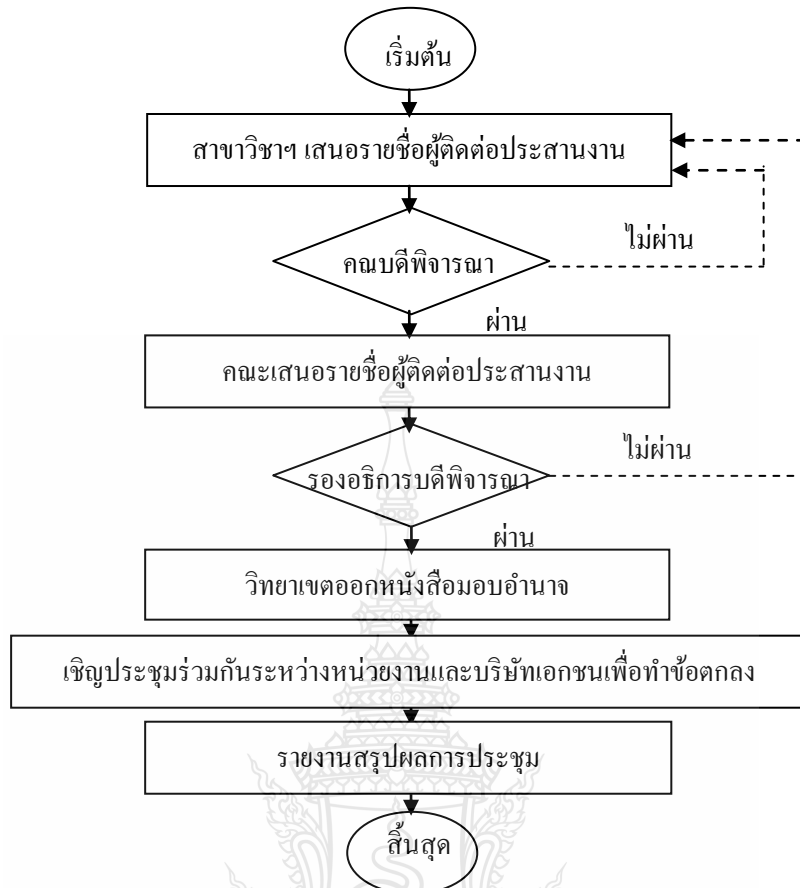 เริ่มต้น
สาขาวิชาฯ เสนอรายชื่อผู้ติดต่อประสานงาน
ไม่ผ่าน
คณบดีพิจารณา
ผ่าน
คณะเสนอรายชื่อผู้ติดต่อประสานงาน
ไม่ผ่าน
รองอธิการบดีพิจารณา
ผ่าน
วิทยาเขตออกหนังสือมอบอำนาจ
เชิญประชุมร่วมกันระหว่างหน่วยงานและบริษัทเอกชนเพื่อทำข้อตกลง
รายงานสรุปผลการประชุม
สิ้นสุด